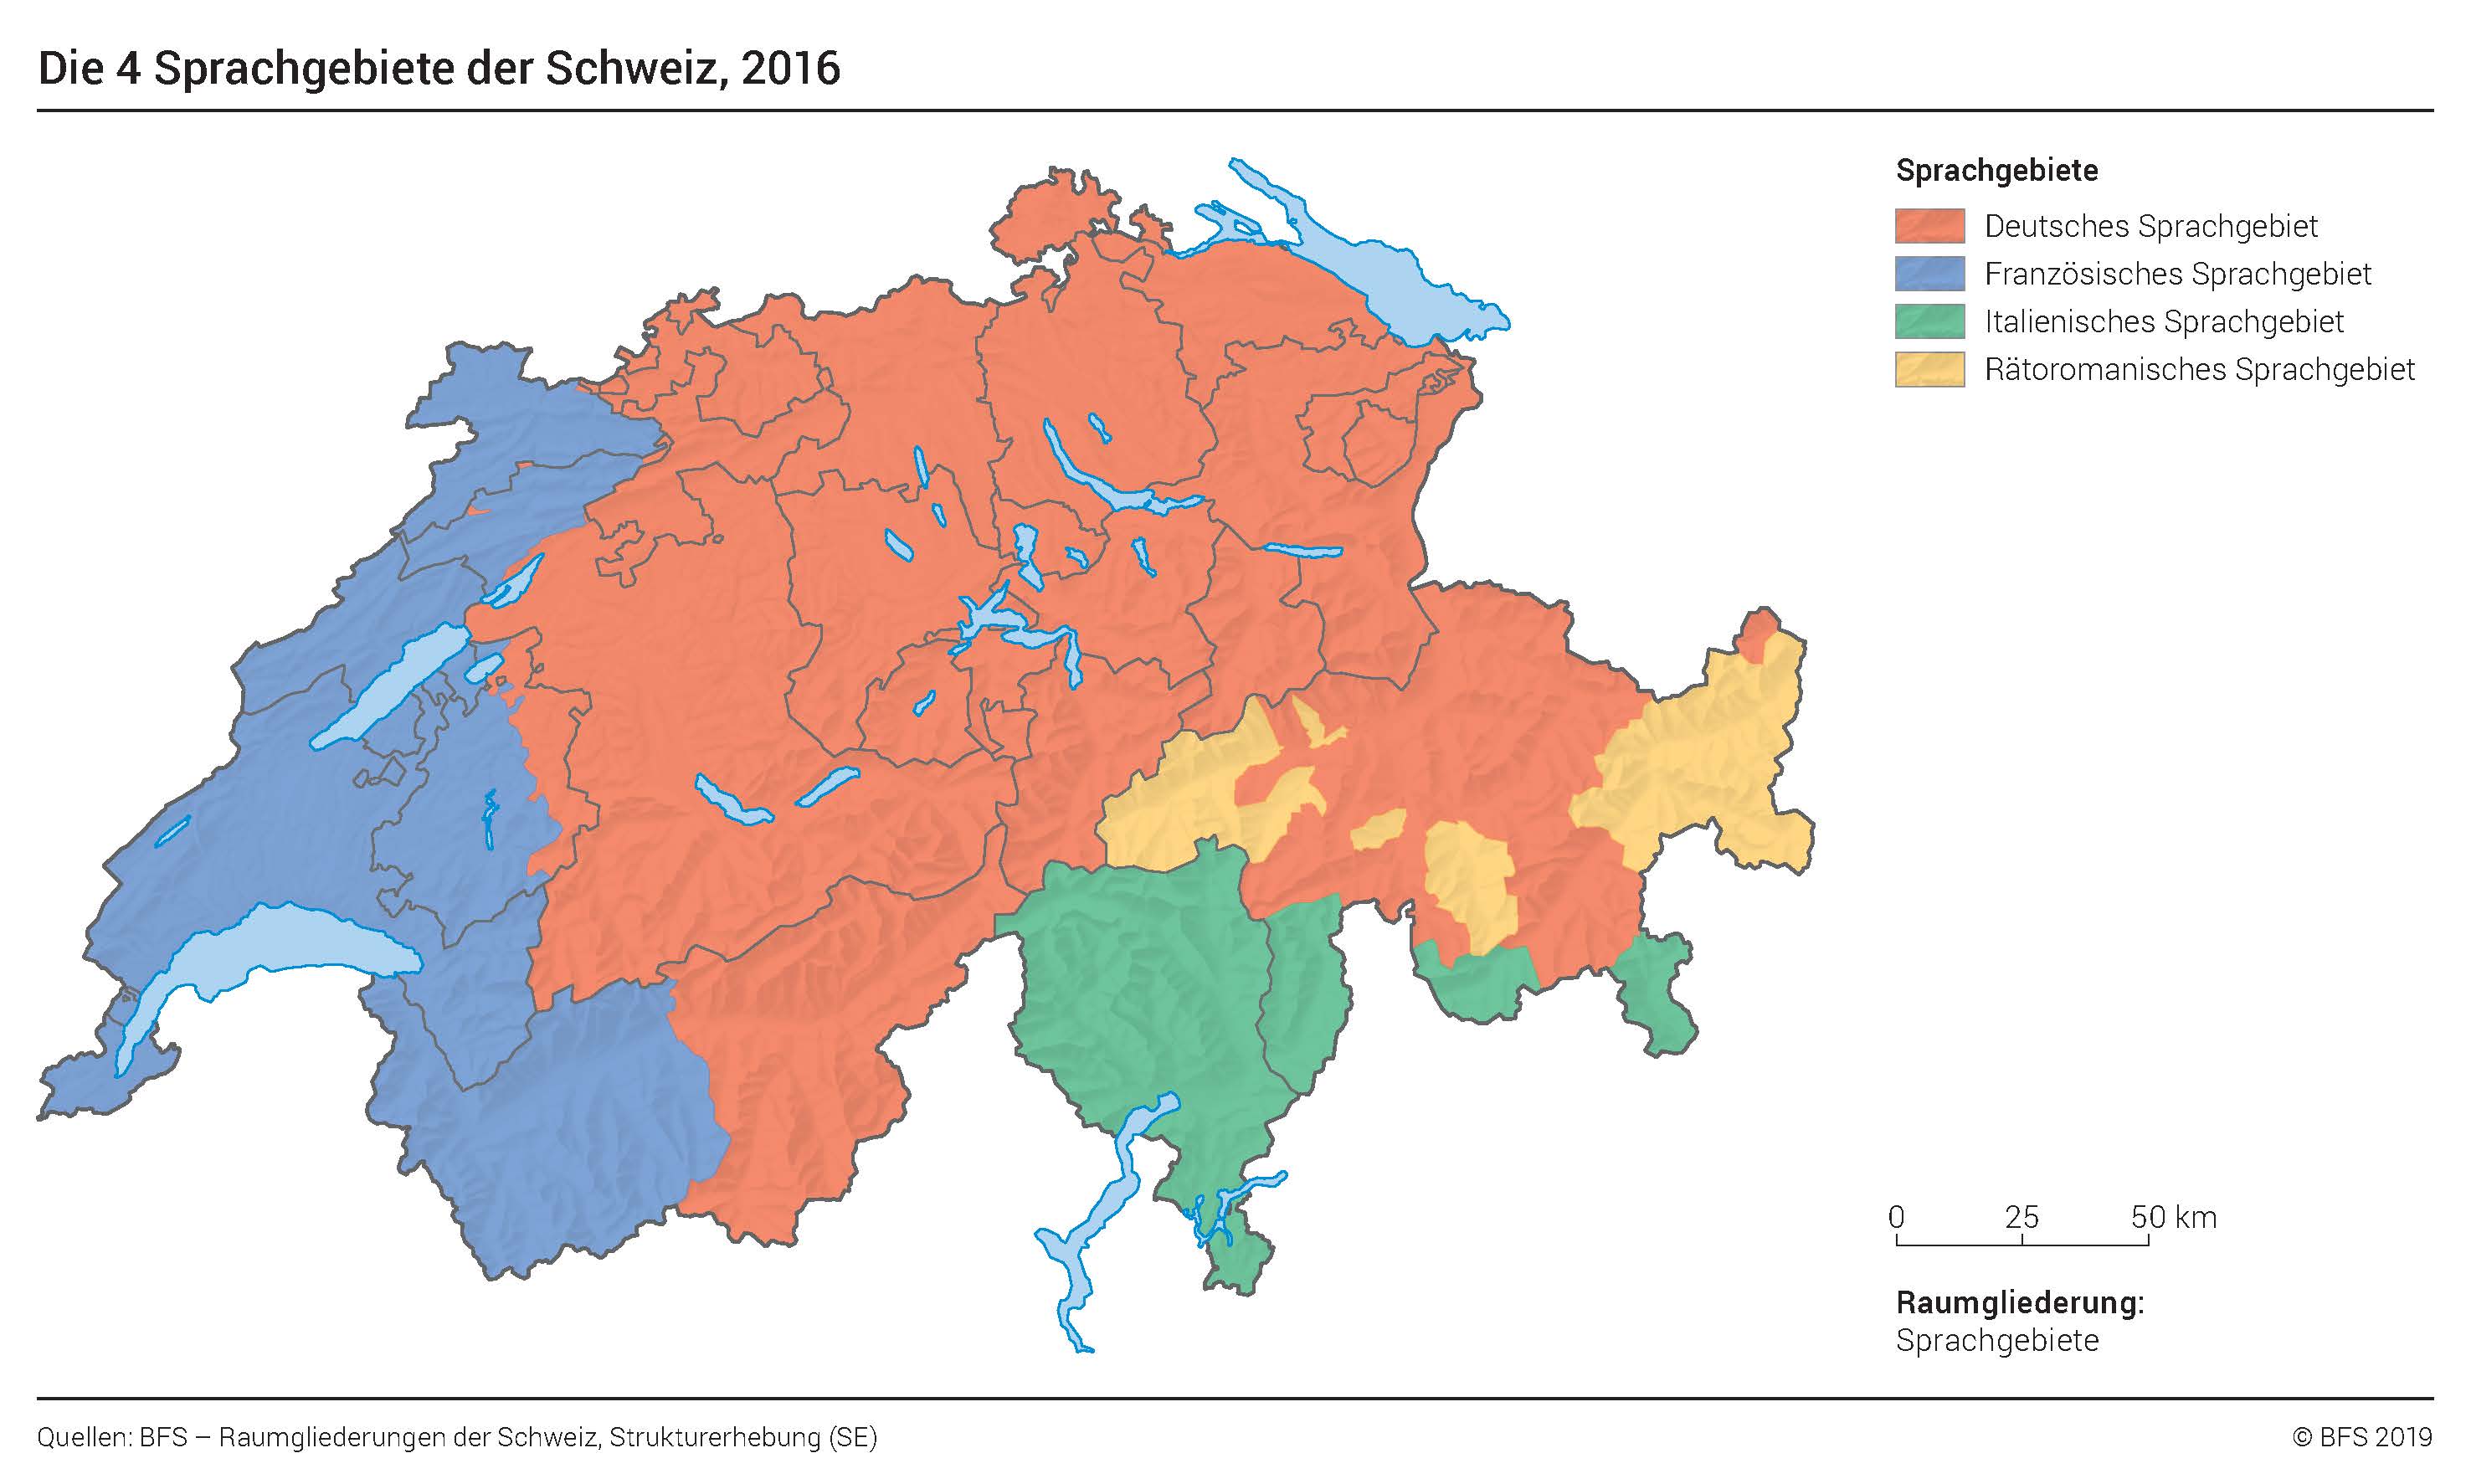 Die 4 Sprachgebiete der Schweiz, 2016
Sprachgebiete
Deutsches Sprachgebiet
Französisches Sprachgebiet
Italienisches Sprachgebiet
Rätoromanisches Sprachgebiet
0 25 50 km
Raumgliederung:
Sprachgebiete
Quellen: BFS – Raumgliederungen der Schweiz, Strukturerhebung (SE)
© BFS 2019